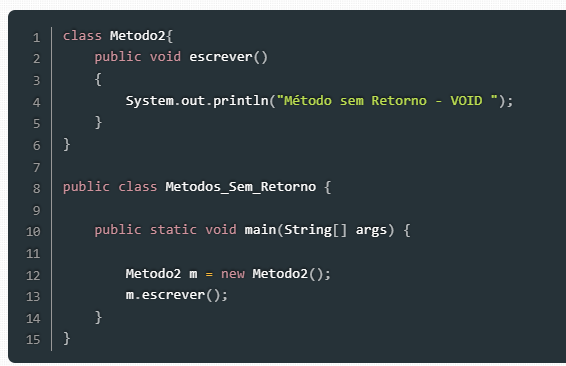 1 class Metodo2{
2     public void escrever()
3     {
4         System.out.println("Método sem Retorno - VOID ");
5     }
6 }
7
8 public class Metodos_Sem_Retorno {
9
10     public static void main(String[] args) {
11
12         Metodo2 m = new Metodo2();
13         m.escrever();
14     }
15 }